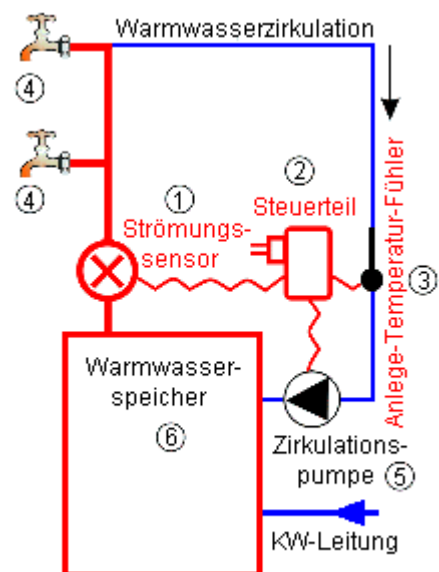 Warmwasserzirkulation
④
④
①
Strömungs-
sensor
②
Steuerteil
③
Anlege-Temperatur-Fühler
Warmwasser-
speicher
⑥
Zirkulations-
pumpe ⑤
KW-Leitung